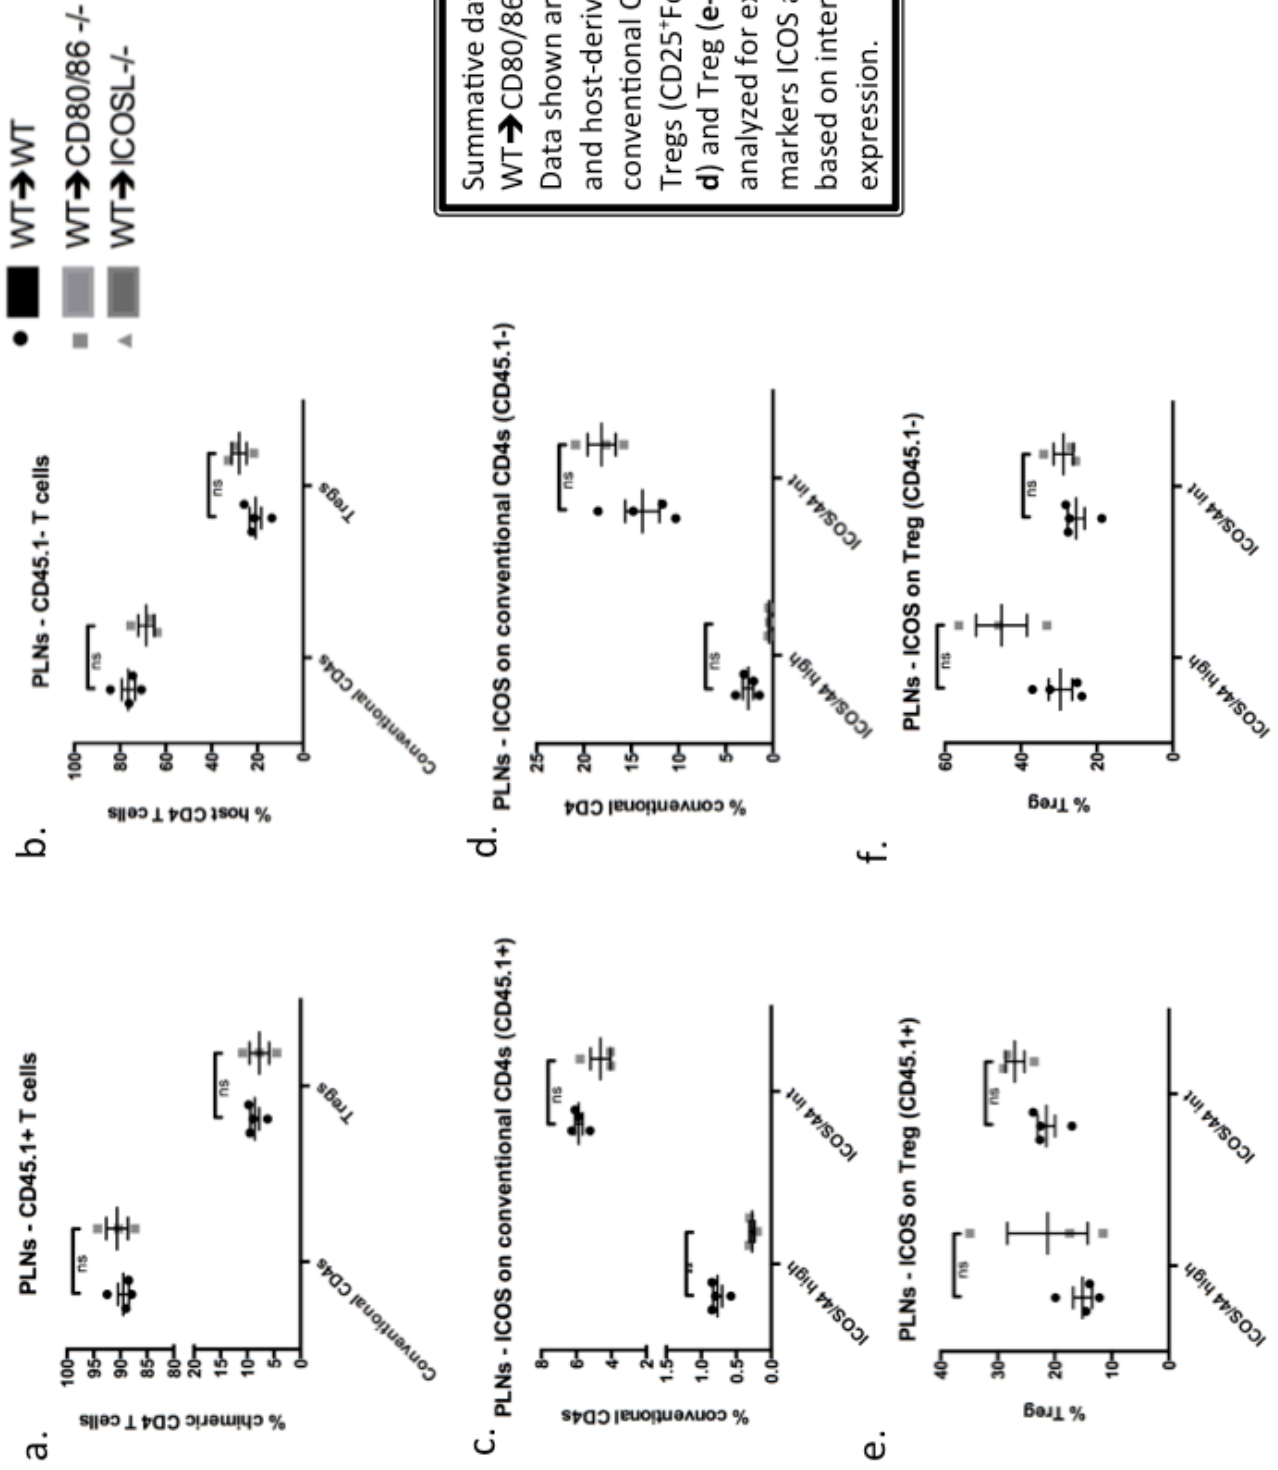 ● WT➔WT
■ WT➔CD80/86 -/-
▲ WT➔ICOSL-/-
a.
PLNs - CD45.1+ T cells
% chimeric CD4 T cells
100
95
90
85
80
20
15
10
5
0
ns
ns
Conventional CD4s
Tregs
b.
PLNs - CD45.1- T cells
% host CD4 T cells
100
80
60
40
20
0
ns
ns
Conventional CD4s
Tregs
c.
PLNs - ICOS on conventional CD4s (CD45.1+)
% conventional CD4s
8
6
4
2
1.5
1.0
0.5
0.0
**
ns
ICOS/44 high
ICOS/44 int
d.
PLNs - ICOS on conventional CD4s (CD45.1-)
% conventional CD4
25
20
15
10
5
0
ns
ns
ICOS/44 high
ICOS/44 int
e.
PLNs - ICOS on Treg (CD45.1+)
% Treg
40
30
20
10
0
ns
ns
ICOS/44 high
ICOS/44 int
f.
PLNs - ICOS on Treg (CD45.1-)
% Treg
60
40
20
0
ns
ns
ICOS/44 high
ICOS/44 int
Summative da
WT➔CD80/86
Data shown ar
and host-deriv
conventional C
Tregs (CD25⁺Fo
d) and Treg (e-
analyzed for ex
markers ICOS a
based on inter
expression.